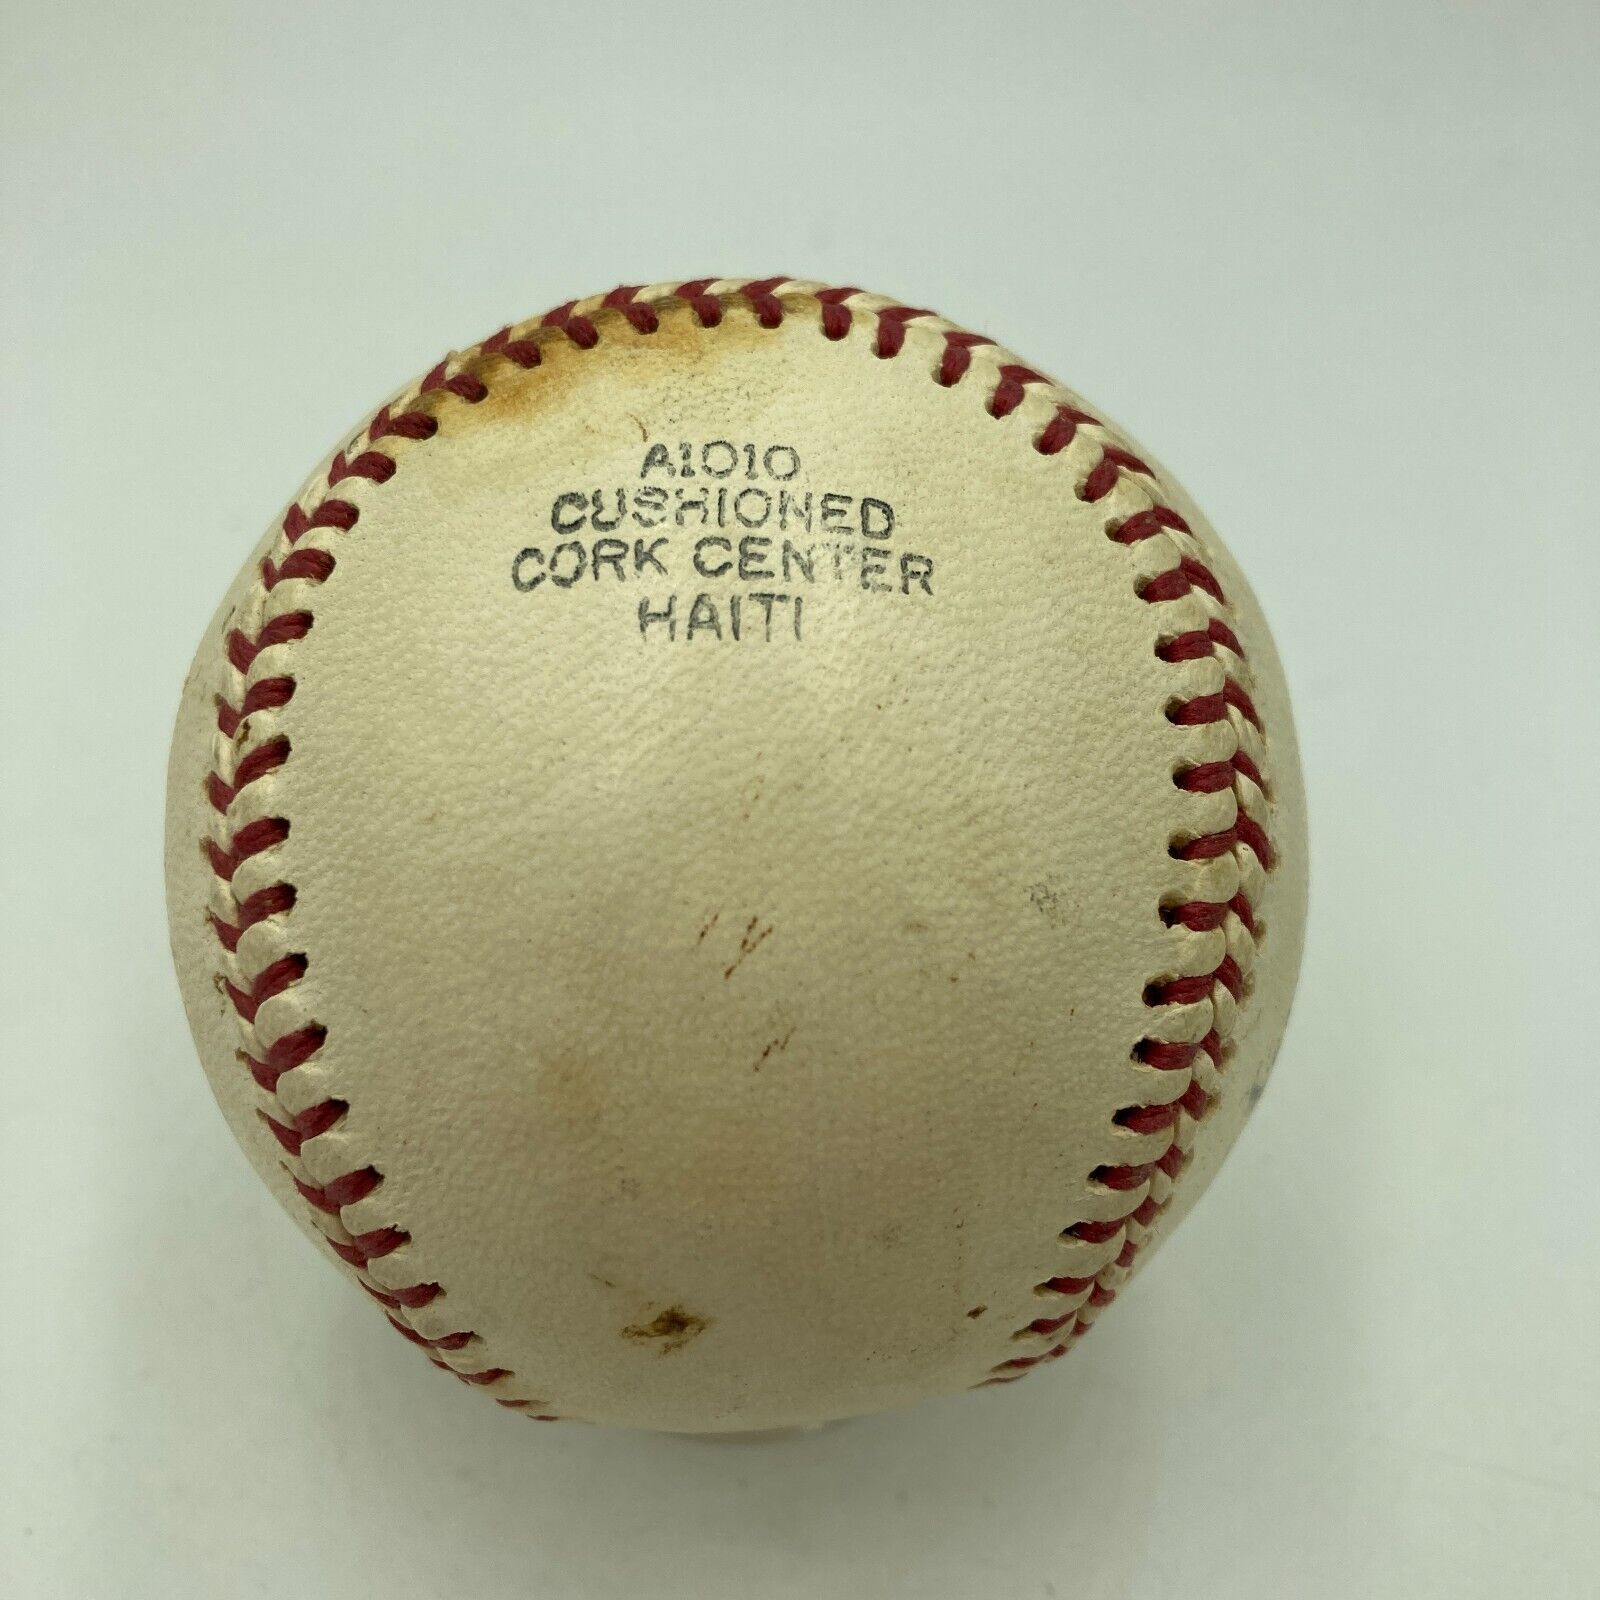 A1010
CUSHIONED
CORK CENTER
HAITI